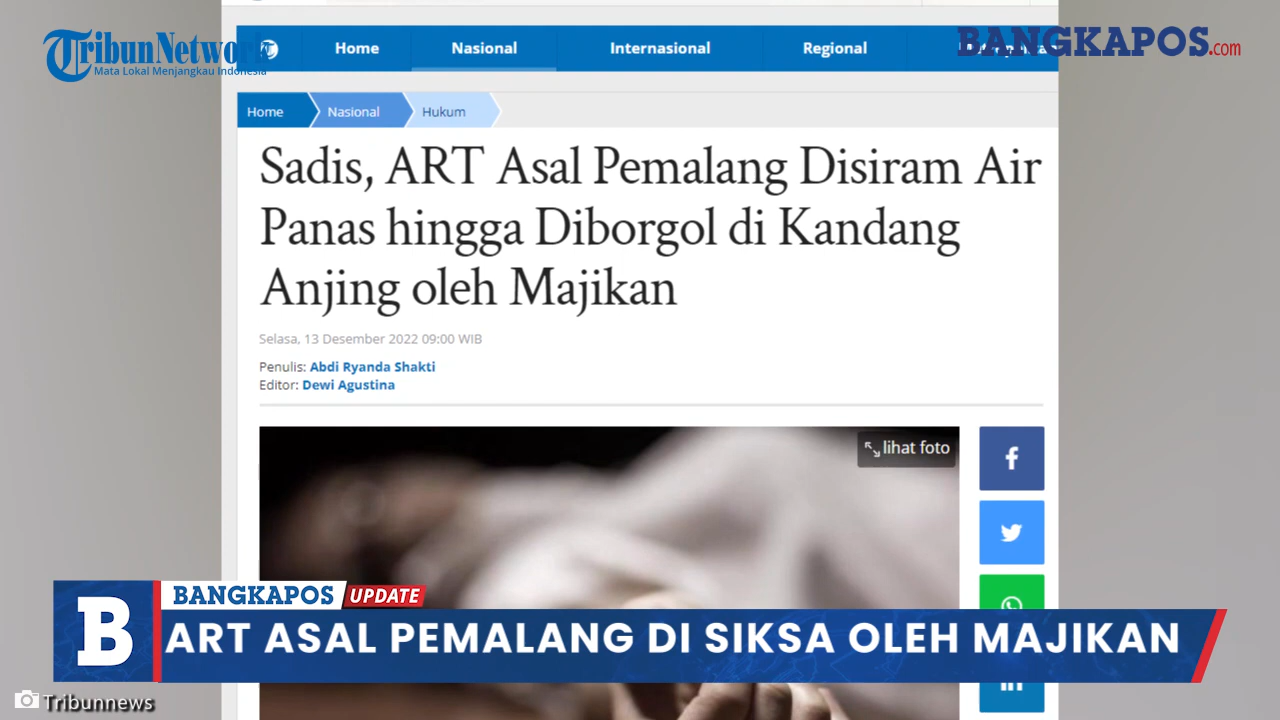 TribunNetwork
Mata Lokal Menjangkau Indonesia
BANGKAPOS.com
Home Nasional Internasional Regional
Home Nasional Hukum
Sadis, ART Asal Pemalang Disiram Air
Panas hingga Diborgol di Kandang
Anjing oleh Majikan
Selasa, 13 Desember 2022 09:00 WIB
Penulis: Abdi Ryanda Shakti
Editor: Dewi Agustina
lihat foto
B
BANGKAPOS UPDATE
ART ASAL PEMALANG DI SIKSA OLEH MAJIKAN
Tribunnews